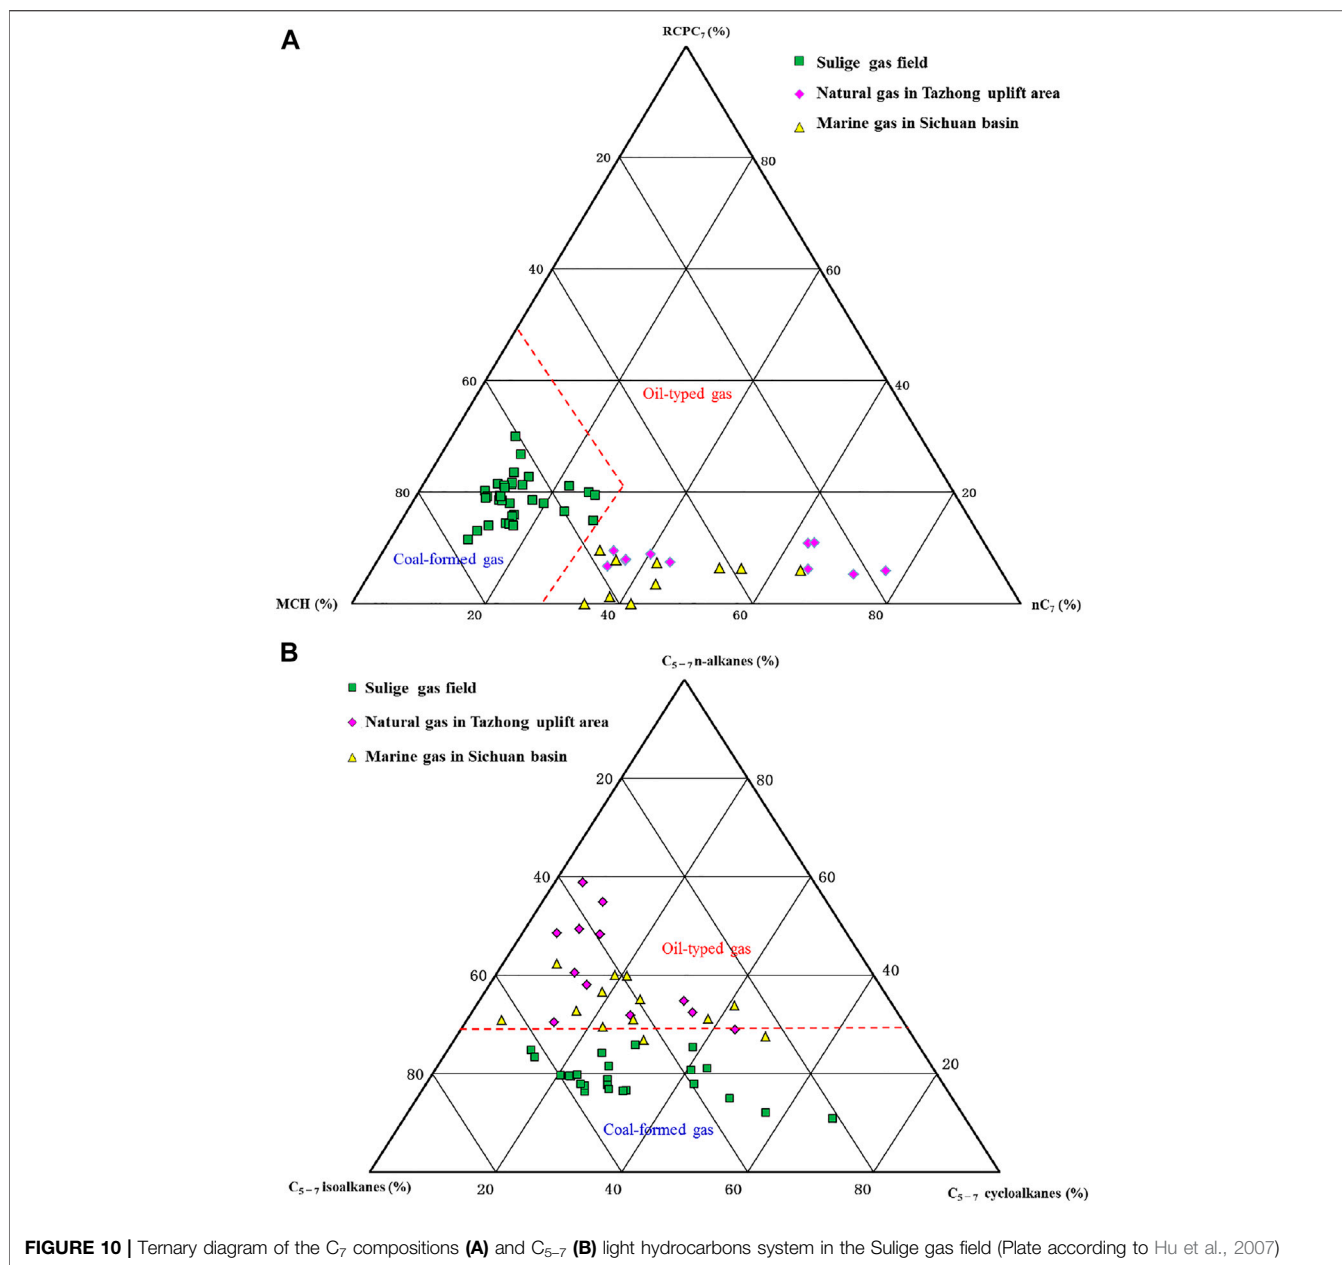 A
RCPC₇ (%)
Sulige gas field
Natural gas in Tazhong uplift area
Marine gas in Sichuan basin
20
80
40
60
Oil-typed gas
60
40
80
20
Coal-formed gas
MCH (%)
nC₇ (%)
20
40
60
80
B
C₅₋₇ n-alkanes (%)
Sulige gas field
Natural gas in Tazhong uplift area
Marine gas in Sichuan basin
20
80
40
60
Oil-typed gas
60
40
80
20
Coal-formed gas
C₅₋₇ isoalkanes (%)
20
40
60
80
C₅₋₇ cycloalkanes (%)
FIGURE 10 | Ternary diagram of the C₇ compositions (A) and C₅₋₇ (B) light hydrocarbons system in the Sulige gas field (Plate according to Hu et al., 2007)